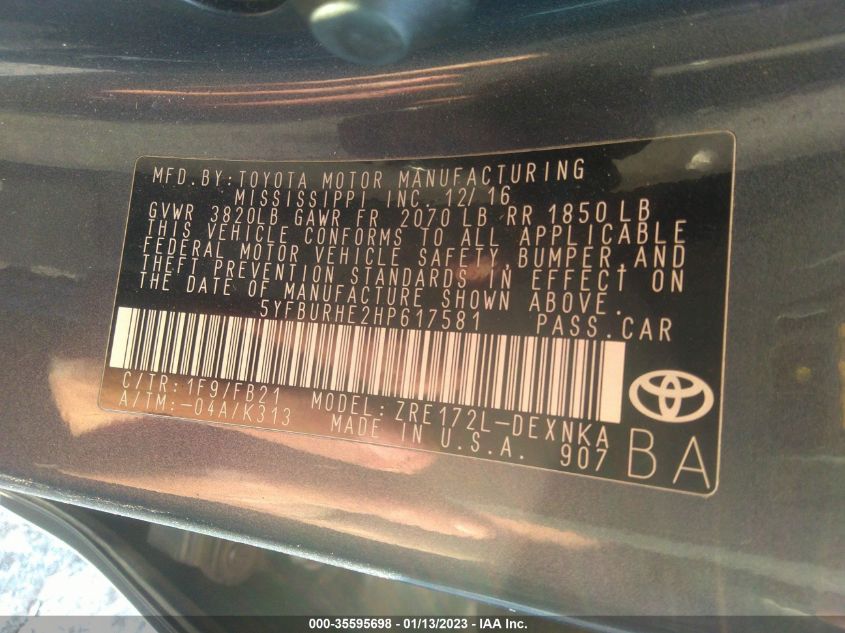 MFD.BY:TOYOTA MOTOR MANUFACTURING
MISSISSIPPI INC. 12/16
GVWR 3820LB GAWR FR 2070 LB RR 1850 LB
THIS VEHICLE CONFORMS TO ALL APPLICABLE
FEDERAL MOTOR VEHICLE SAFETY, BUMPER, AND
THEFT PREVENTION STANDARDS IN EFFECT ON
THE DATE OF MANUFACTURE SHOWN ABOVE.
5YFBURHE2HP617581 PASS.CAR
C/TR:1F9/FB21 MODEL:ZRE172L-DEXNKA
A/TM:-04A/K313 MADE IN U.S.A. 907
BA
000-35595698 - 01/13/2023 - IAA Inc.